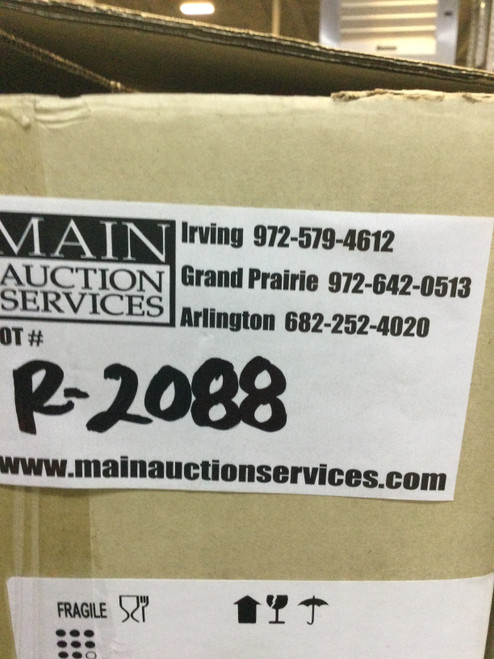 MAIN
AUCTION
SERVICES
Irving 972-579-4612
Grand Prairie 972-642-0513
Arlington 682-252-4020
OT #
R-2088
www.mainauctionservices.com
FRAGILE